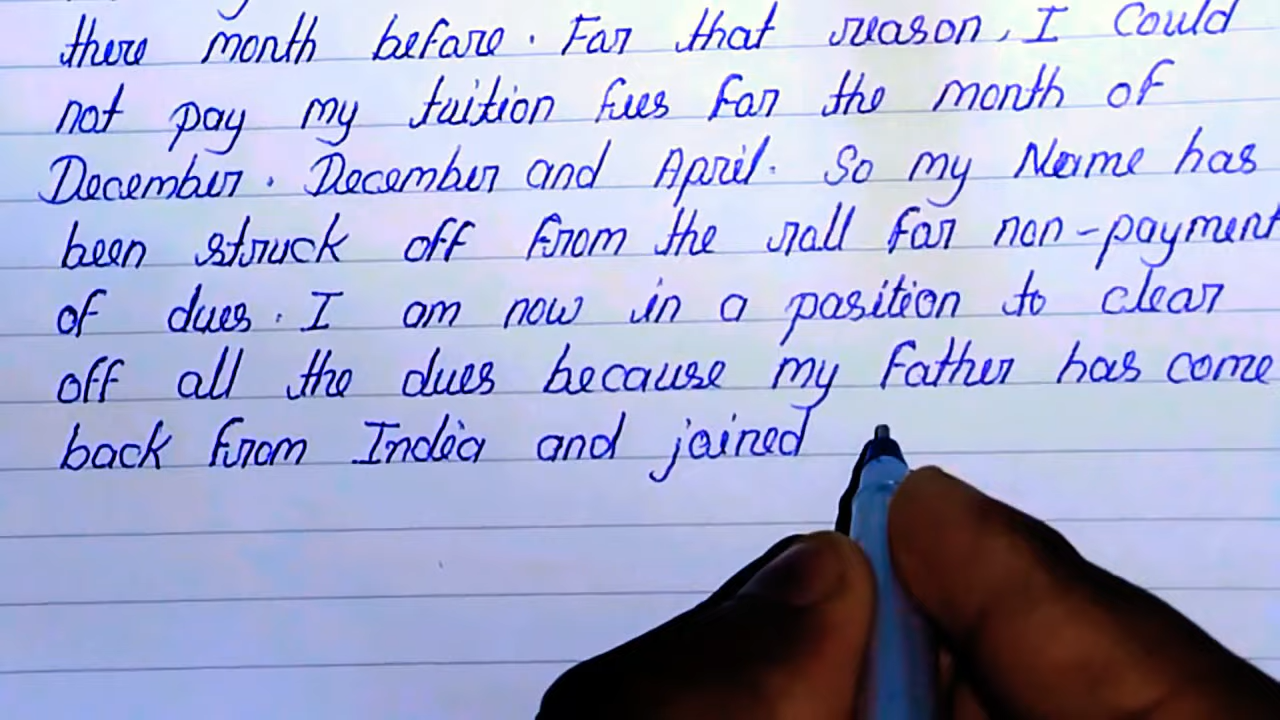 there month before. For that reason, I could
not pay my tuition fees for the month of
December. December and April. So my Name has
been struck off from the roll for non-payment
of dues. I am now in a position to clear
off all the dues because my Father has come
back from India and joined